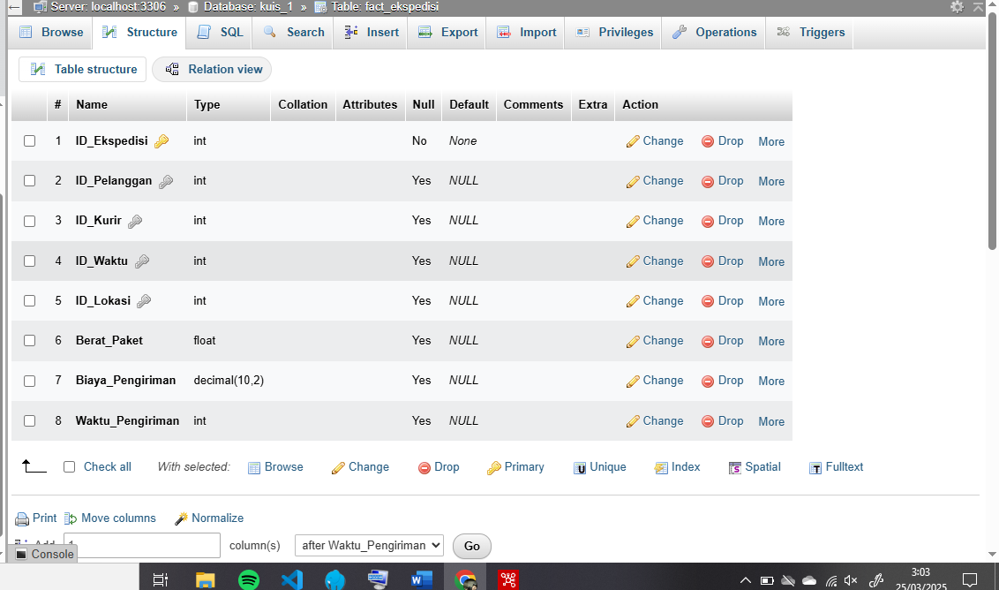 Server: localhost:3306 » Database: kuis_1 » Table: fact_ekspedisi
Browse Structure SQL Search Insert Export Import Privileges Operations Triggers
Table structure Relation view
# Name Type Collation Attributes Null Default Comments Extra Action
1 ID_Ekspedisi int No None Change Drop More
2 ID_Pelanggan int Yes NULL Change Drop More
3 ID_Kurir int Yes NULL Change Drop More
4 ID_Waktu int Yes NULL Change Drop More
5 ID_Lokasi int Yes NULL Change Drop More
6 Berat_Paket float Yes NULL Change Drop More
7 Biaya_Pengiriman decimal(10,2) Yes NULL Change Drop More
8 Waktu_Pengiriman int Yes NULL Change Drop More
Check all With selected: Browse Change Drop Primary Unique Index Spatial Fulltext
Print Move columns Normalize
Add 1 column(s) after Waktu_Pengiriman Go
Console
3:03
25/03/2025